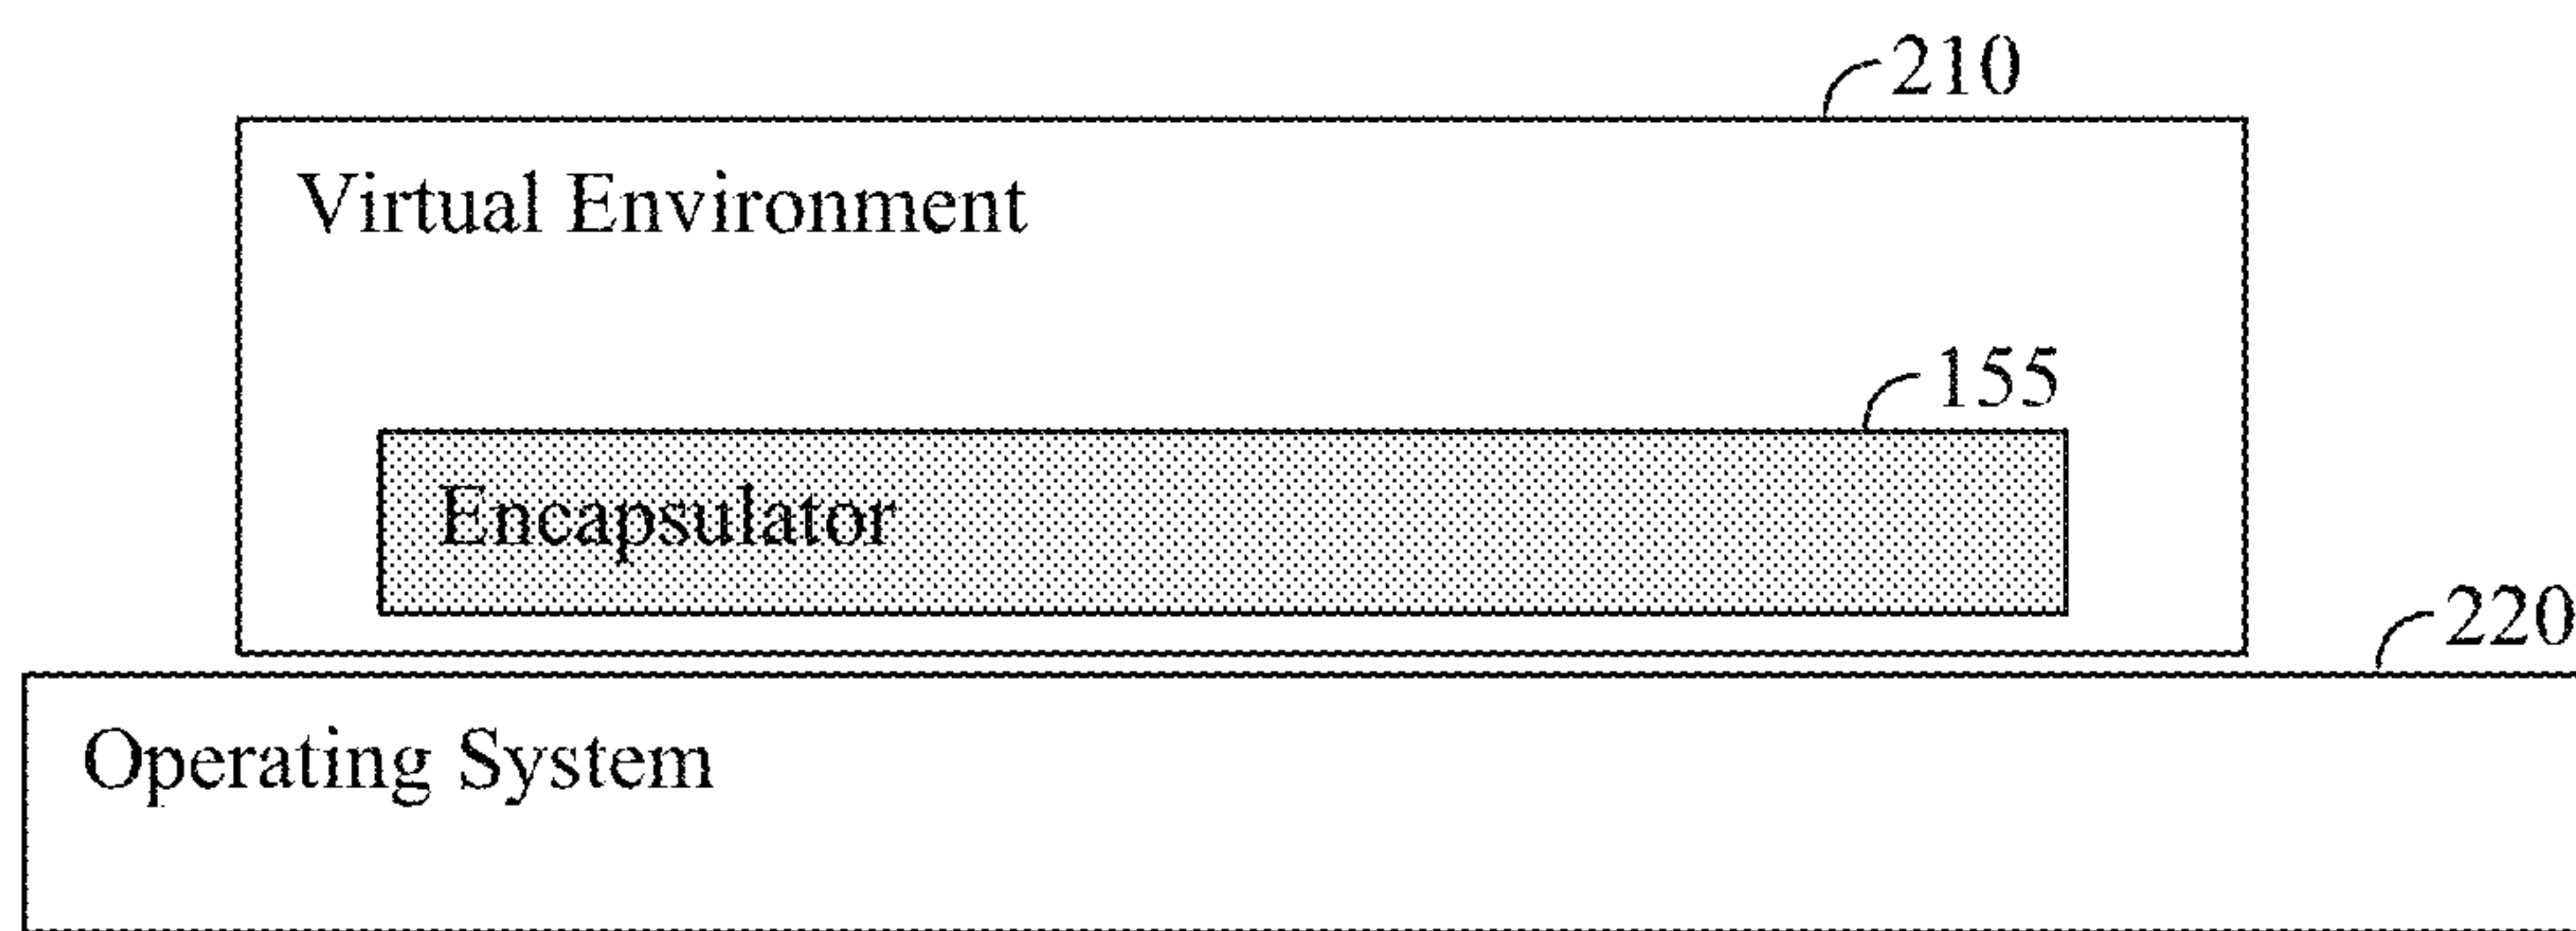 210
Virtual Environment
155
Encapsulator
220
Operating System